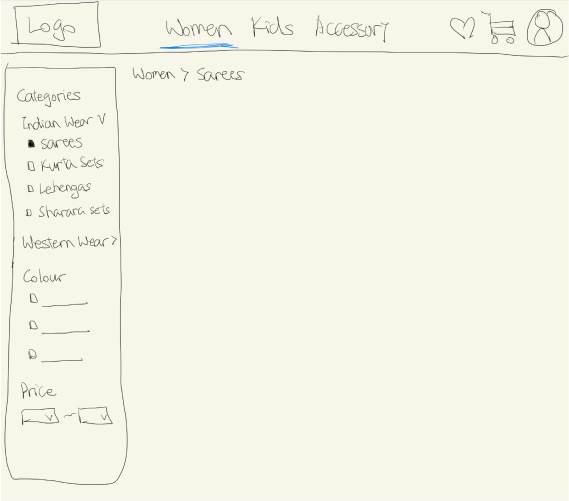 Logo
Women Kids Accessory
Women > Sarees
Categories
Indian Wear V
Sarees
Kurta Sets
Lehengas
Sharara Sets
Western Wear >
Colour
Price